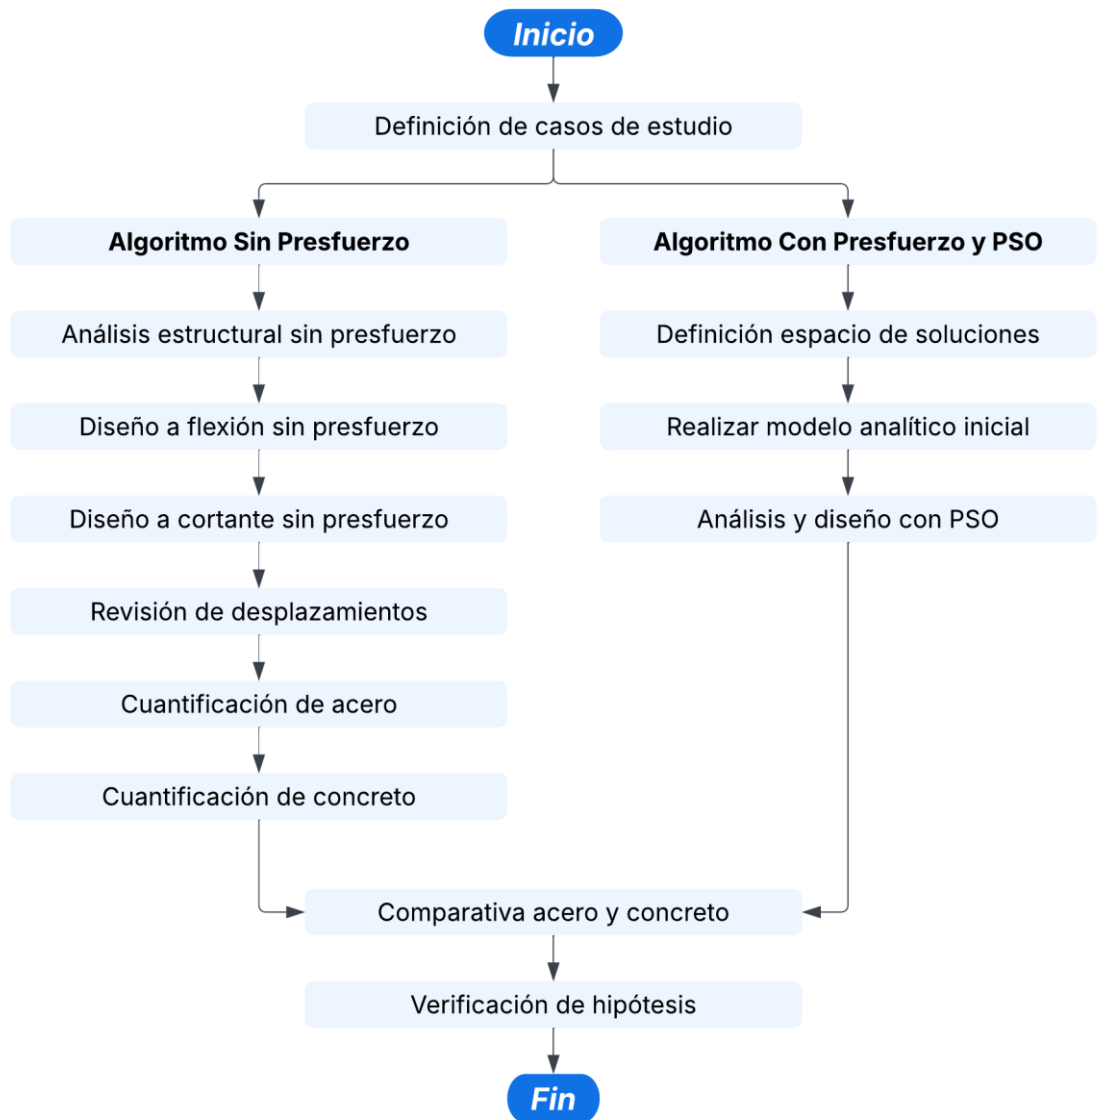 Inicio
Definición de casos de estudio
Algoritmo Sin Presfuerzo
Algoritmo Con Presfuerzo y PSO
Análisis estructural sin presfuerzo
Definición espacio de soluciones
Diseño a flexión sin presfuerzo
Realizar modelo analítico inicial
Diseño a cortante sin presfuerzo
Análisis y diseño con PSO
Revisión de desplazamientos
Cuantificación de acero
Cuantificación de concreto
Comparativa acero y concreto
Verificación de hipótesis
Fin